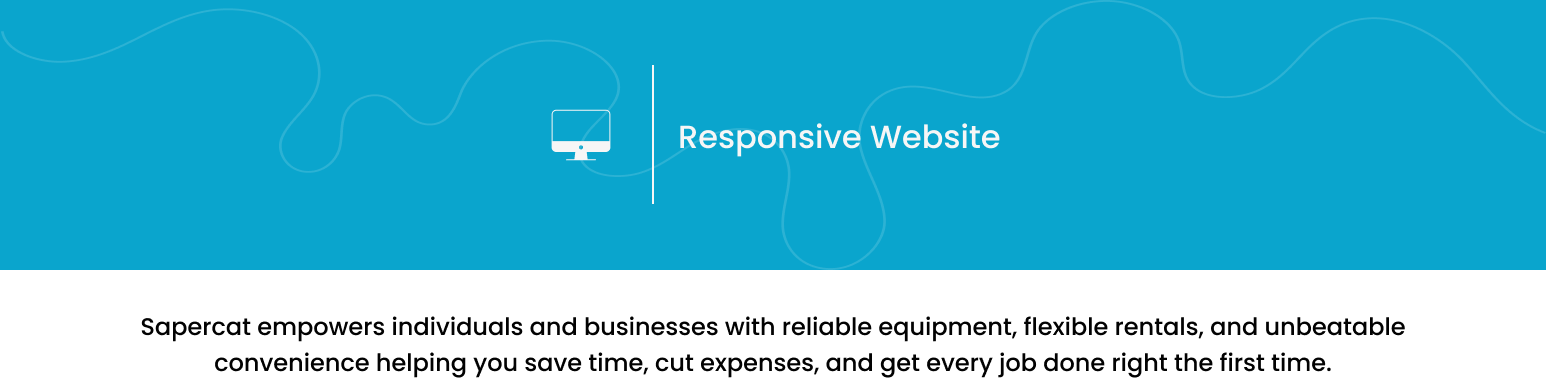 Responsive Website
Sapercat empowers individuals and businesses with reliable equipment, flexible rentals, and unbeatable
convenience helping you save time, cut expenses, and get every job done right the first time.